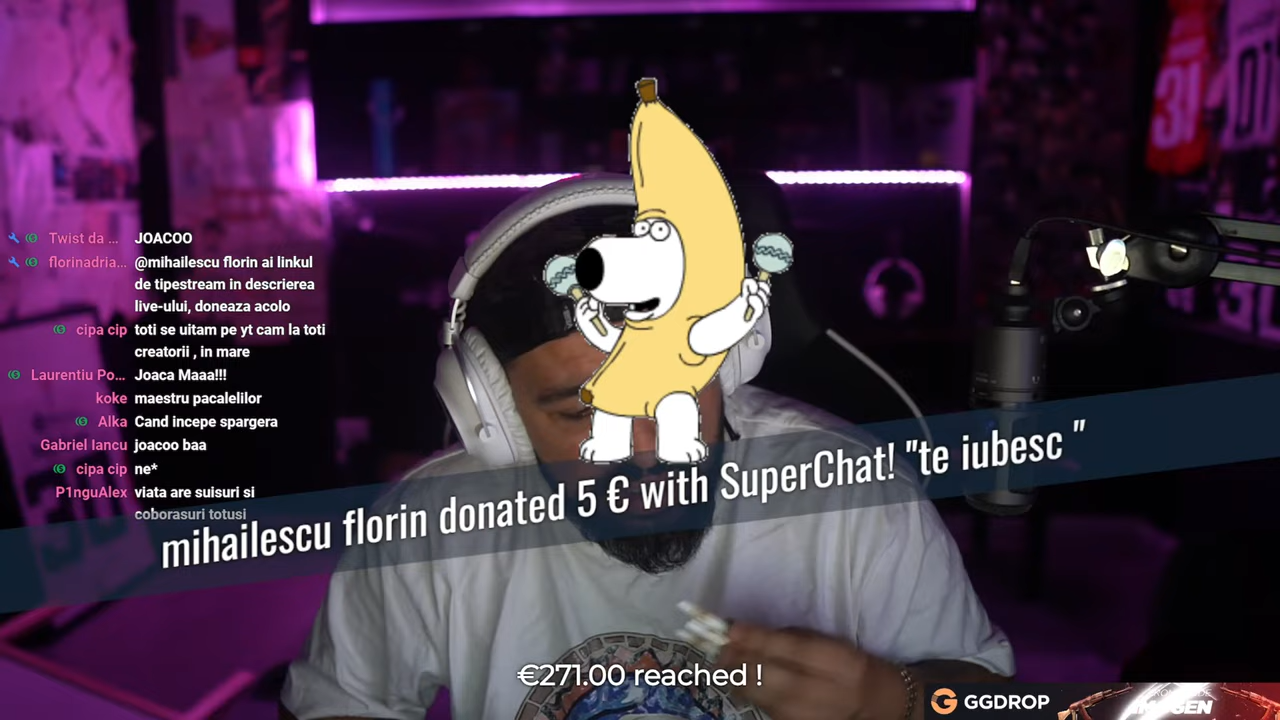 Twist da ... JOACOO
florinadria... @mihailescu florin ai linkul
de tipestream in descrierea
live-ului, doneaza acolo
cipa cip toti se uitam pe yt cam la toti
creatorii , in mare
Laurentiu Po... Joaca Maaa!!!
koke maestru pacalelilor
Alka Cand incepe spargera
Gabriel Iancu joacoo baa
cipa cip ne*
P1nguAlex viata are suisuri si
coborasuri totusi
mihailescu florin donated 5 € with SuperChat! "te iubesc "
€271.00 reached !
GGDROP
31